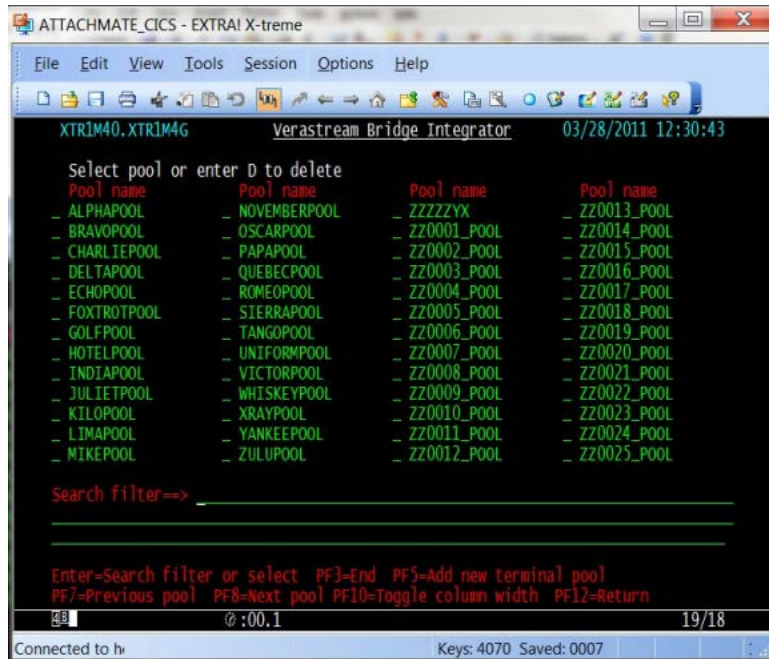 ATTACHMATE_CICS - EXTRA! X-treme
File Edit View Tools Session Options Help
XTR1M40.XTR1M4G Verastream Bridge Integrator 03/28/2011 12:30:43
Select pool or enter D to delete
Pool name Pool name Pool name Pool name
_ ALPHAPOOL _ NOVEMBERPOOL _ ZZZZZYX _ ZZ0013_POOL
_ BRAVOPOOL _ OSCARPOOL _ ZZ0001_POOL _ ZZ0014_POOL
_ CHARLIEPOOL _ PAPAPOOL _ ZZ0002_POOL _ ZZ0015_POOL
_ DELTAPOOL _ QUEBECPOOL _ ZZ0003_POOL _ ZZ0016_POOL
_ ECHOPOOL _ ROMEOPOOL _ ZZ0004_POOL _ ZZ0017_POOL
_ FOXTROTPOOL _ SIERRAPOOL _ ZZ0005_POOL _ ZZ0018_POOL
_ GOLFPOOL _ TANGOPOOL _ ZZ0006_POOL _ ZZ0019_POOL
_ HOTELPOOL _ UNIFORMPOOL _ ZZ0007_POOL _ ZZ0020_POOL
_ INDIAPOOL _ VICTORPOOL _ ZZ0008_POOL _ ZZ0021_POOL
_ JULIETPOOL _ WHISKEYPOOL _ ZZ0009_POOL _ ZZ0022_POOL
_ KILOPOOL _ XRAYPOOL _ ZZ0010_POOL _ ZZ0023_POOL
_ LIMAPOOL _ YANKEEPOOL _ ZZ0011_POOL _ ZZ0024_POOL
_ MIKEPOOL _ ZULUPOOL _ ZZ0012_POOL _ ZZ0025_POOL
Search filter==>
Enter=Search filter or select PF3=End PF5=Add new terminal pool
PF7=Previous pool PF8=Next pool PF10=Toggle column width PF12=Return
4B :00.1 19/18
Connected to h Keys: 4070 Saved: 0007